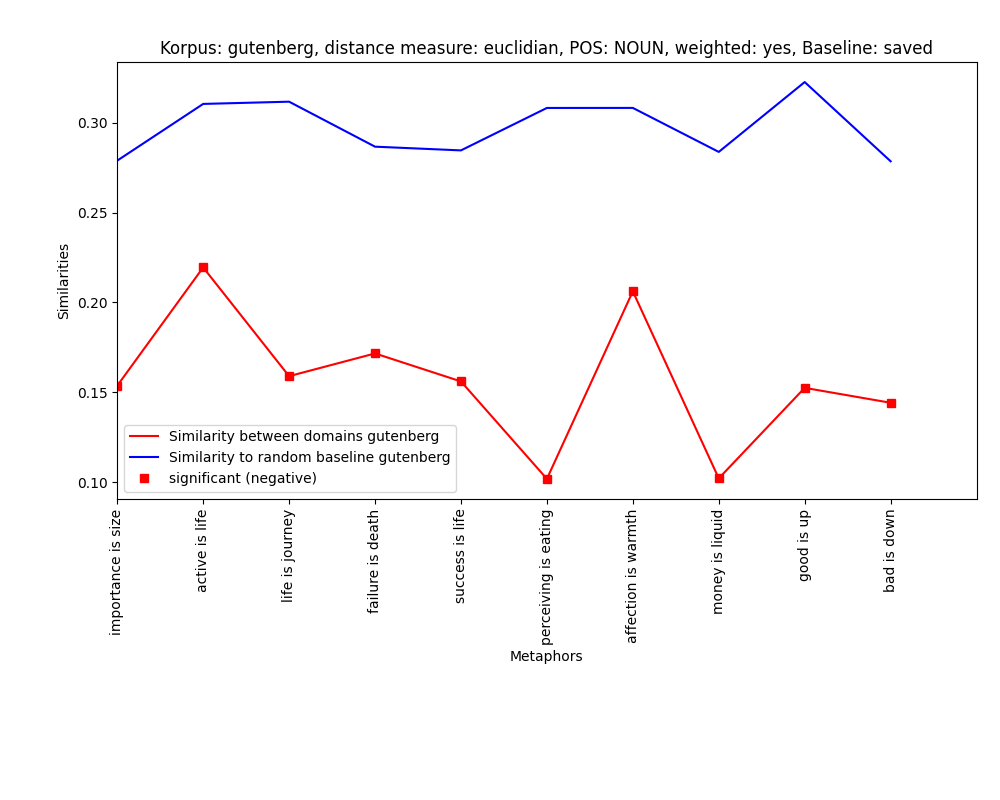 Korpus: gutenberg, distance measure: euclidian, POS: NOUN, weighted: yes, Baseline: saved
0.30
0.25
0.20
0.15
0.10
Similarities
Similarity between domains gutenberg
Similarity to random baseline gutenberg
significant (negative)
importance is size
active is life
life is journey
failure is death
success is life
perceiving is eating
affection is warmth
money is liquid
good is up
bad is down
Metaphors